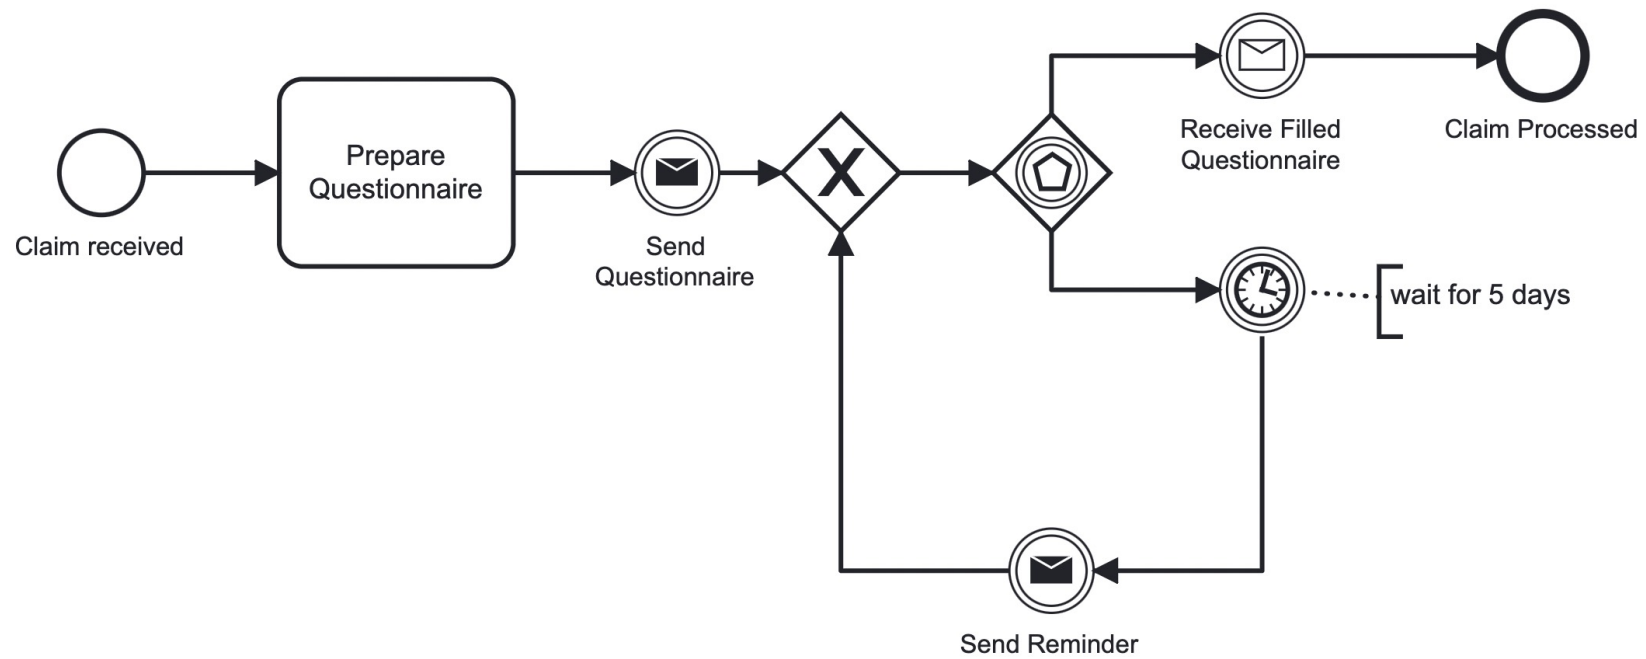 Claim received
Prepare
Questionnaire
Send
Questionnaire
X
Receive Filled
Questionnaire
Claim Processed
wait for 5 days
Send Reminder